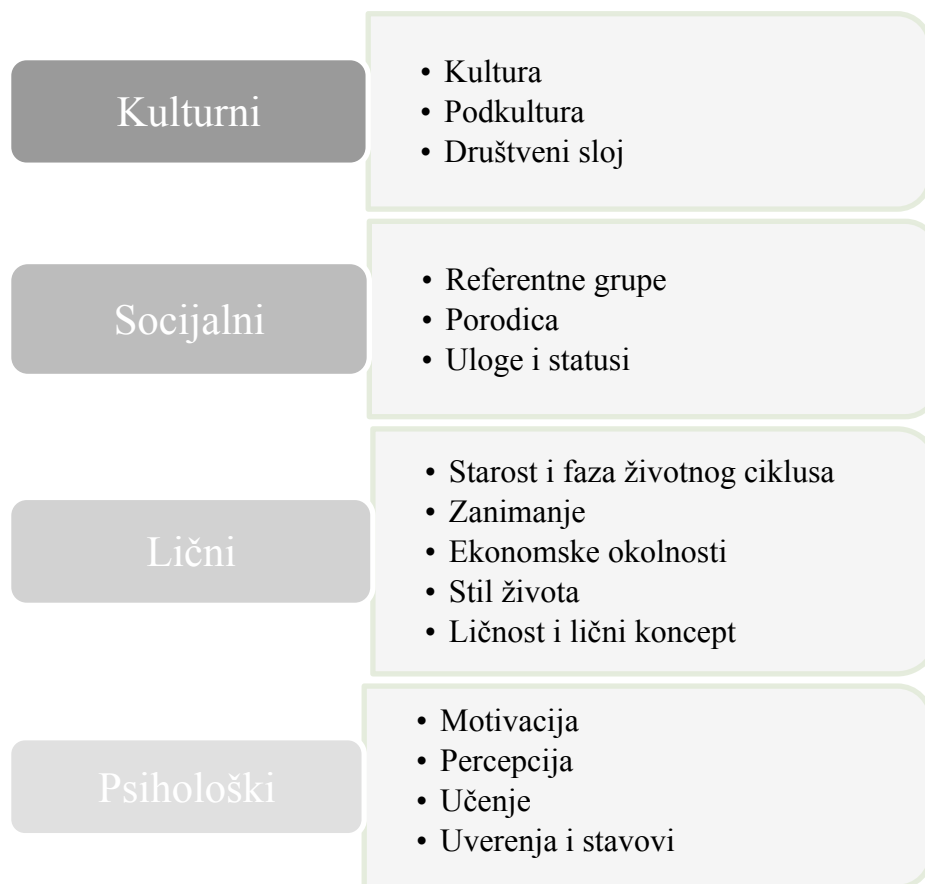 Kulturni
• Kultura
• Podkultura
• Društveni sloj
Socijalni
• Referentne grupe
• Porodica
• Uloge i statusi
Lični
• Starost i faza životnog ciklusa
• Zanimanje
• Ekonomske okolnosti
• Stil života
• Ličnost i lični koncept
Psihološki
• Motivacija
• Percepcija
• Učenje
• Uverenja i stavovi